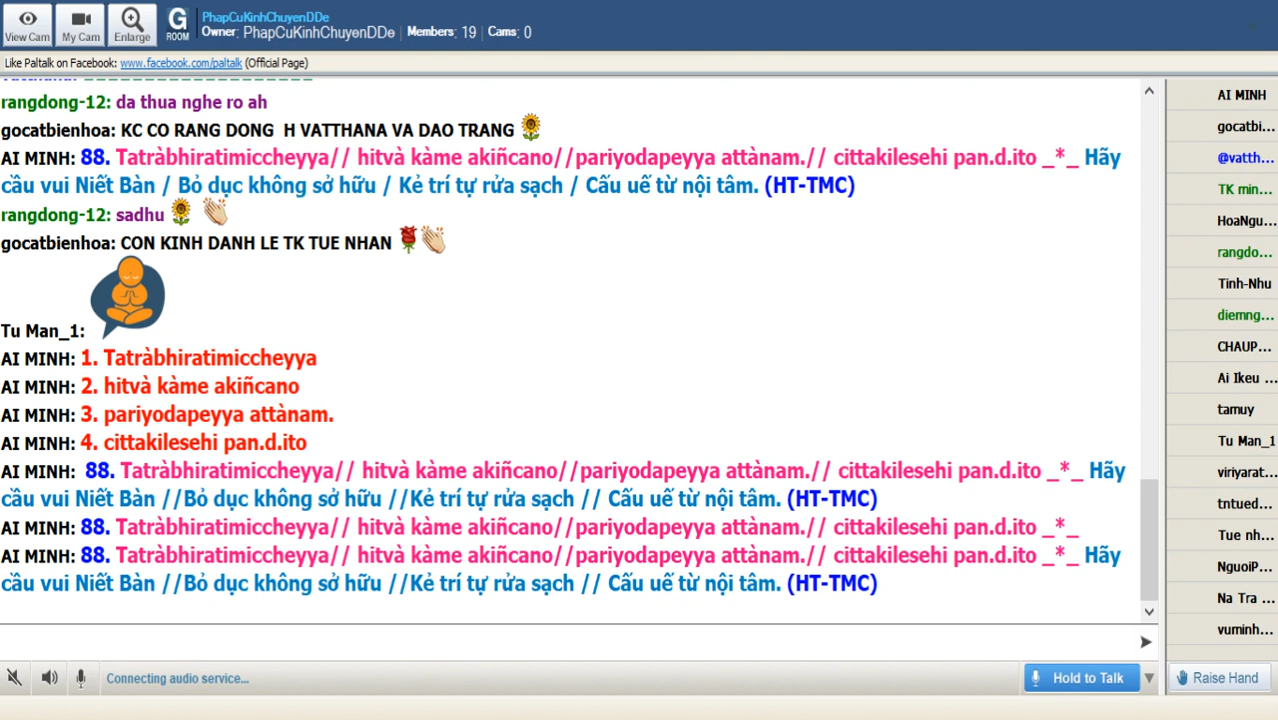 PhapCuKinhChuyenDDe
G
ROOM
Owner: PhapCuKinhChuyenDDe Members: 19 Cams: 0
View Cam My Cam Enlarge
Like Paltalk on Facebook: www.facebook.com/paltalk (Official Page)
rangdong-12: da thua nghe ro ah
gocatbienhoa: KC CO RANG DONG H VATTHANA VA DAO TRANG
AI MINH: 88. Tatràbhiratimiccheyya// hitvà kàme akiñcano//pariyodapeyya attànam.// cittakilesehi pan.d.ito _*_ Hãy
cầu vui Niết Bàn / Bỏ dục không sở hữu / Kẻ trí tự rửa sạch / Cấu uế từ nội tâm. (HT-TMC)
rangdong-12: sadhu
gocatbienhoa: CON KINH DANH LE TK TUE NHAN
Tu Man_1:
AI MINH: 1. Tatràbhiratimiccheyya
AI MINH: 2. hitvà kàme akiñcano
AI MINH: 3. pariyodapeyya attànam.
AI MINH: 4. cittakilesehi pan.d.ito
AI MINH: 88. Tatràbhiratimiccheyya// hitvà kàme akiñcano//pariyodapeyya attànam.// cittakilesehi pan.d.ito _*_ Hãy
cầu vui Niết Bàn //Bỏ dục không sở hữu //Kẻ trí tự rửa sạch // Cấu uế từ nội tâm. (HT-TMC)
AI MINH: 88. Tatràbhiratimiccheyya// hitvà kàme akiñcano//pariyodapeyya attànam.// cittakilesehi pan.d.ito _*_
AI MINH: 88. Tatràbhiratimiccheyya// hitvà kàme akiñcano//pariyodapeyya attànam.// cittakilesehi pan.d.ito _*_ Hãy
cầu vui Niết Bàn //Bỏ dục không sở hữu //Kẻ trí tự rửa sạch // Cấu uế từ nội tâm. (HT-TMC)
AI MINH
gocatbi...
@vatth...
TK min...
HoaNgu...
rangdo...
Tinh-Nhu
diemng...
CHAUP...
Ai Ikeu ...
tamuy
Tu Man_1
viriyarat...
tntued...
Tue nh...
NguoiP...
Na Tra ...
vuminh...
Connecting audio service... Hold to Talk Raise Hand